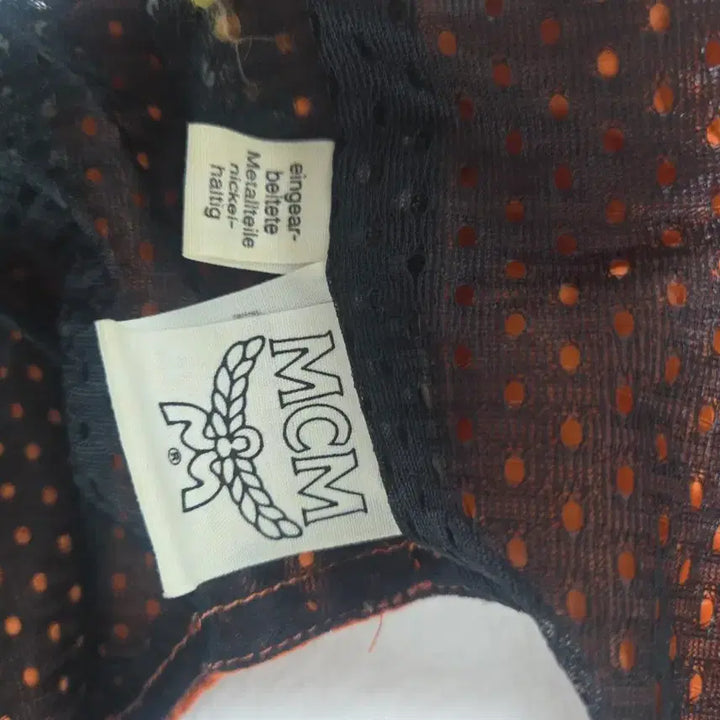 eingear-
beitete
Metallteile
nickel-
haltig
MCM
®